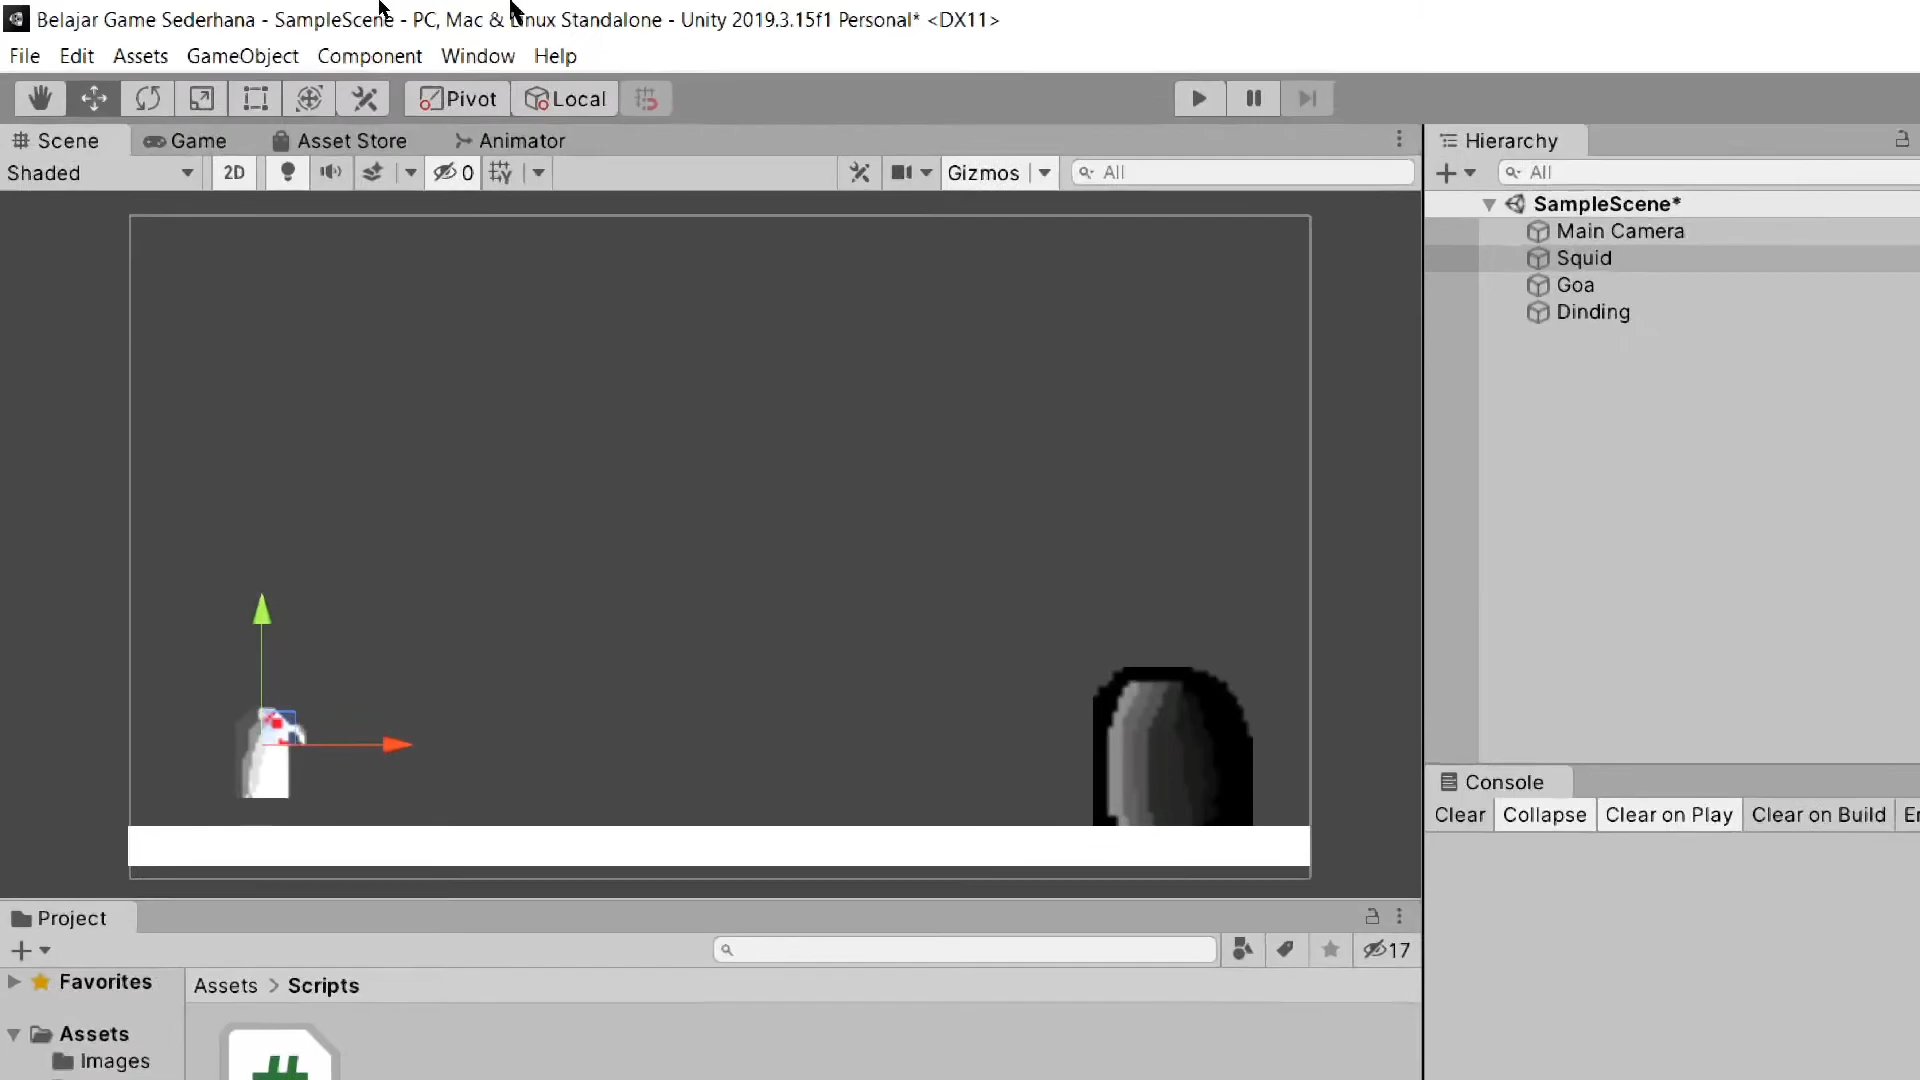 Belajar Game Sederhana - SampleScene - PC, Mac & Linux Standalone - Unity 2019.3.15f1 Personal* <DX11>
File Edit Assets GameObject Component Window Help
Pivot Local
Scene Game Asset Store Animator
Hierarchy
Shaded 2D 0 Gizmos All
All
SampleScene*
Main Camera
Squid
Goa
Dinding
Console
Clear Collapse Clear on Play Clear on Build
Project
17
Favorites
Assets > Scripts
Assets
Images
#